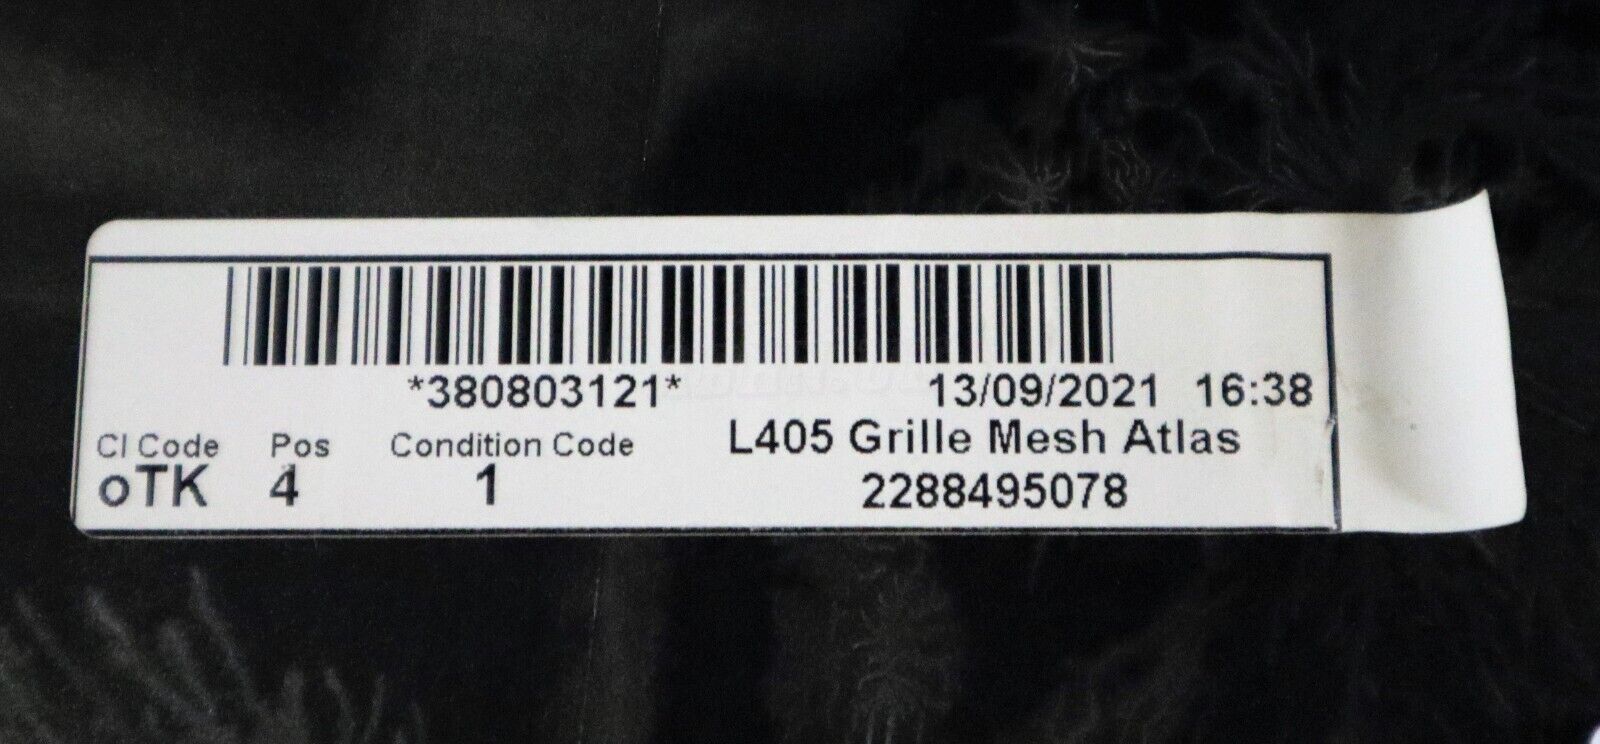 *380803121* 13/09/2021 16:38
CI Code Pos Condition Code L405 Grille Mesh Atlas
oTK 4 1 2288495078